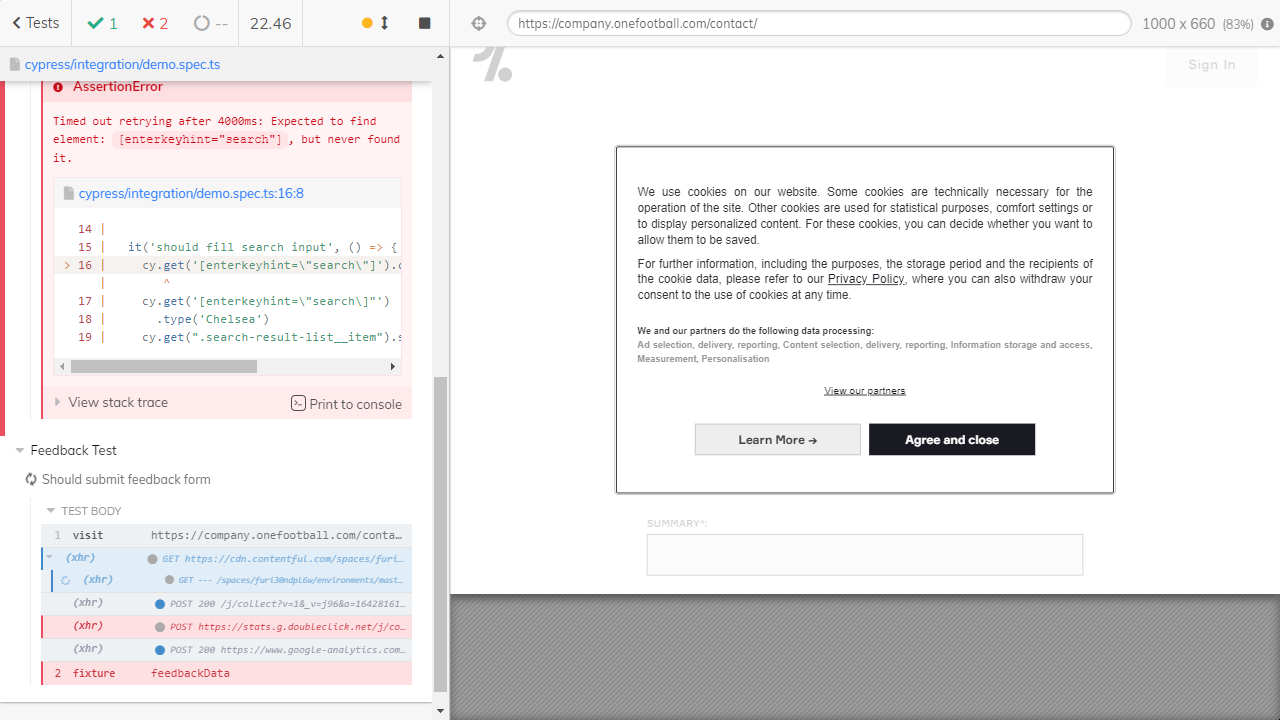 Tests
1
2
--
22.46
https://company.onefootball.com/contact/
1000 x 660 (83%)
cypress/integration/demo.spec.ts
AssertionError
Timed out retrying after 4000ms: Expected to find
element: [enterkeyhint="search"], but never found
it.
cypress/integration/demo.spec.ts:16:8
14 |
15 | it('should fill search input', () => {
> 16 | cy.get('[enterkeyhint=\"search\"]').c
| ^
17 | cy.get('[enterkeyhint=\"search\]"')
18 | .type('Chelsea')
19 | cy.get(".search-result-list__item").s
View stack trace
Print to console
Feedback Test
Should submit feedback form
TEST BODY
1 visit https://company.onefootball.com/conta…
(xhr) GET https://cdn.contentful.com/spaces/furi…
(xhr) GET --- /spaces/furi30ndpl6w/environments/mast…
(xhr) POST 200 /j/collect?v=1&_v=j96&a=16428161…
(xhr) POST https://stats.g.doubleclick.net/j/co…
(xhr) POST 200 https://www.google-analytics.com…
2 fixture feedbackData
Sign In
We use cookies on our website. Some cookies are technically necessary for the
operation of the site. Other cookies are used for statistical purposes, comfort settings or
to display personalized content. For these cookies, you can decide whether you want to
allow them to be saved.
For further information, including the purposes, the storage period and the recipients of
the cookie data, please refer to our Privacy Policy, where you can also withdraw your
consent to the use of cookies at any time.
We and our partners do the following data processing:
Ad selection, delivery, reporting, Content selection, delivery, reporting, Information storage and access,
Measurement, Personalisation
View our partners
Learn More →
Agree and close
SUMMARY*: